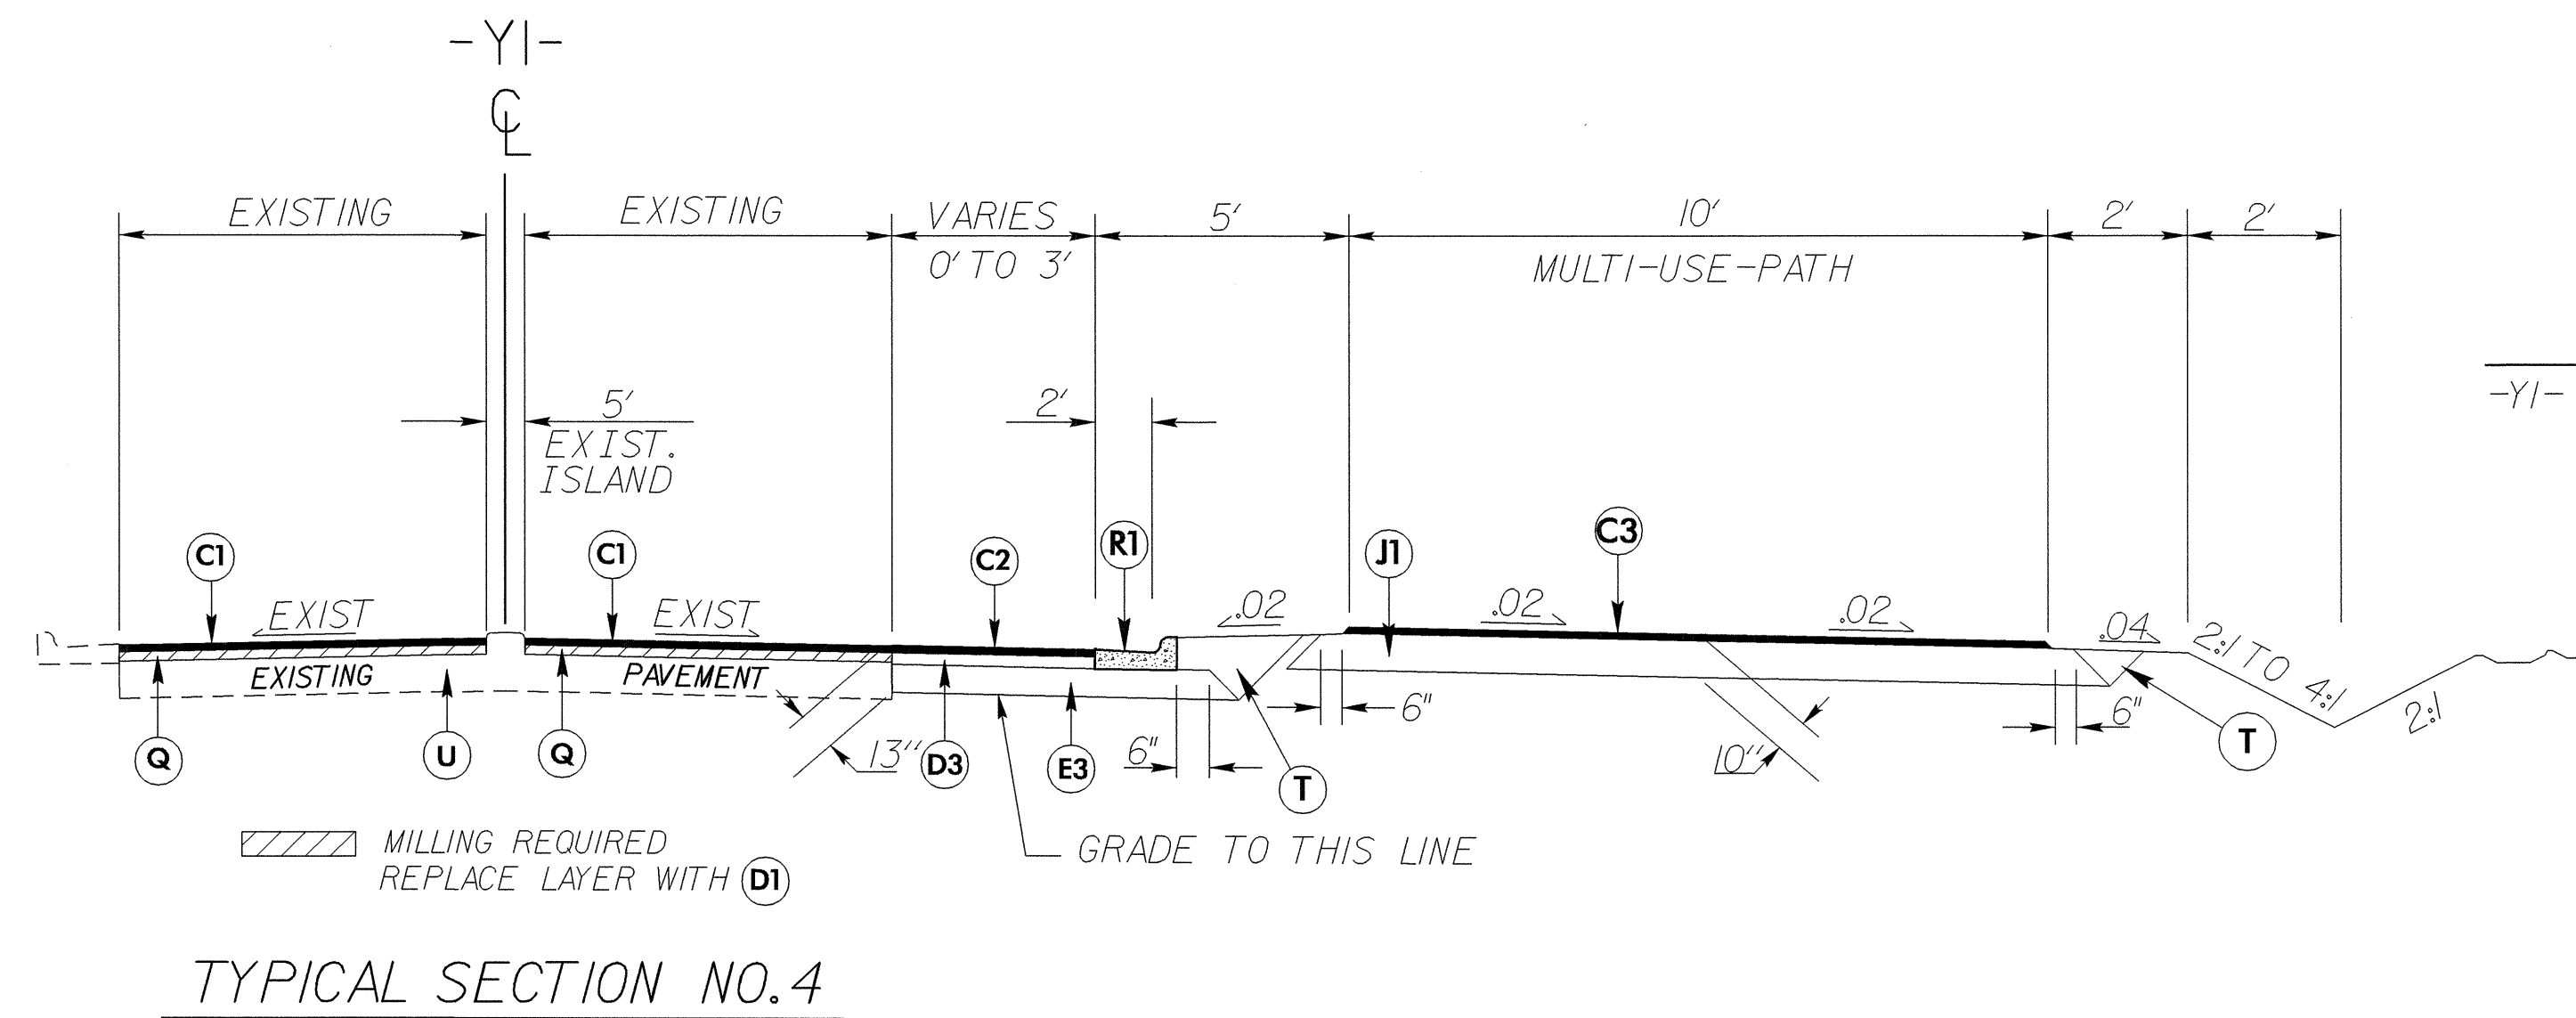 -Y1-
CL
EXISTING
EXISTING
VARIES
0' TO 3'
5'
10'
MULTI-USE-PATH
2'
2'
5'
EXIST.
ISLAND
2'
-Y1-
C1
EXIST
C1
EXIST
C2
R1
.02
J1
.02
C3
.02
.04
2:1 TO 4:1
2:1
EXISTING
PAVEMENT
Q
U
Q
13"
D3
E3
6"
T
6"
10"
6"
T
MILLING REQUIRED
REPLACE LAYER WITH D1
GRADE TO THIS LINE
TYPICAL SECTION NO. 4